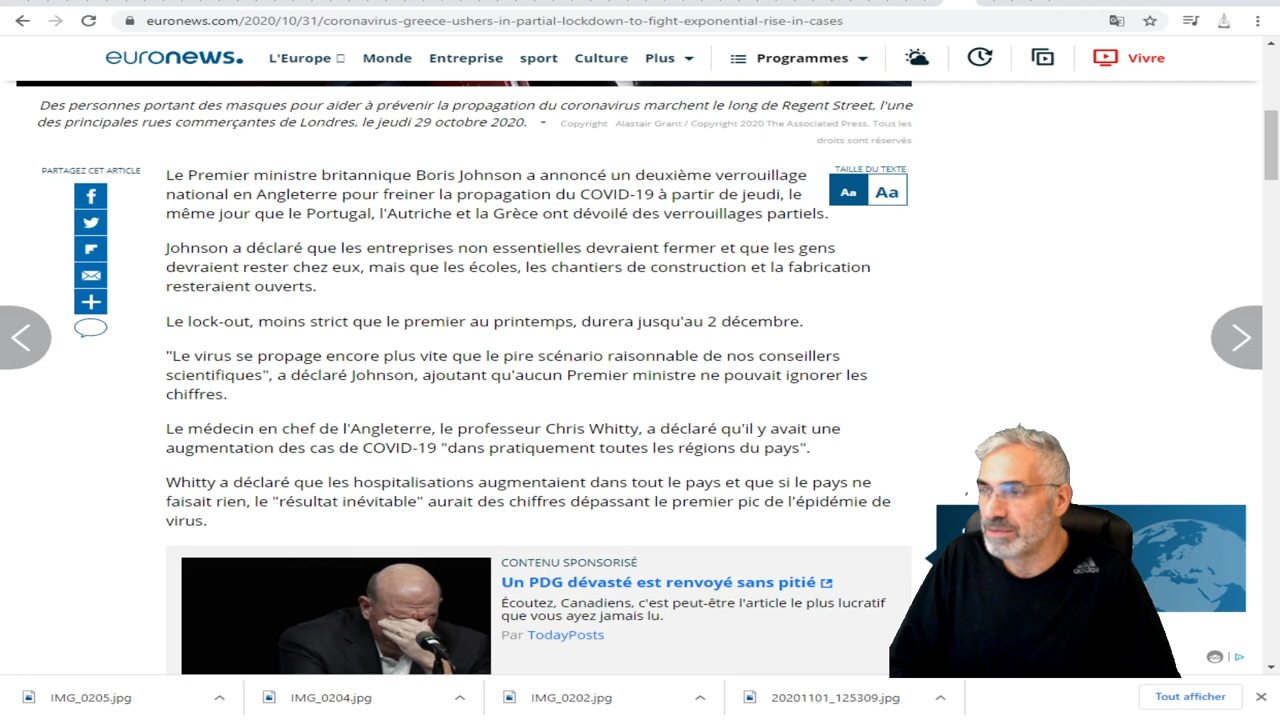 euronews.com/2020/10/31/coronavirus-greece-ushers-in-partial-lockdown-to-fight-exponential-rise-in-cases
euronews.
L'Europe
Monde
Entreprise
sport
Culture
Plus
Programmes
Vivre
Des personnes portant des masques pour aider à prévenir la propagation du coronavirus marchent le long de Regent Street, l'une
des principales rues commerçantes de Londres, le jeudi 29 octobre 2020. - Copyright Alastair Grant / Copyright 2020 The Associated Press. Tous les
droits sont réservés
PARTAGEZ CET ARTICLE
TAILLE DU TEXTE
Aa Aa
Le Premier ministre britannique Boris Johnson a annoncé un deuxième verrouillage
national en Angleterre pour freiner la propagation du COVID-19 à partir de jeudi, le
même jour que le Portugal, l'Autriche et la Grèce ont dévoilé des verrouillages partiels.
Johnson a déclaré que les entreprises non essentielles devraient fermer et que les gens
devraient rester chez eux, mais que les écoles, les chantiers de construction et la fabrication
resteraient ouverts.
Le lock-out, moins strict que le premier au printemps, durera jusqu'au 2 décembre.
"Le virus se propage encore plus vite que le pire scénario raisonnable de nos conseillers
scientifiques", a déclaré Johnson, ajoutant qu'aucun Premier ministre ne pouvait ignorer les
chiffres.
Le médecin en chef de l'Angleterre, le professeur Chris Whitty, a déclaré qu'il y avait une
augmentation des cas de COVID-19 "dans pratiquement toutes les régions du pays".
Whitty a déclaré que les hospitalisations augmentaient dans tout le pays et que si le pays ne
faisait rien, le "résultat inévitable" aurait des chiffres dépassant le premier pic de l'épidémie de
virus.
CONTENU SPONSORISÉ
Un PDG dévasté est renvoyé sans pitié
Écoutez, Canadiens, c'est peut-être l'article le plus lucratif
que vous ayez jamais lu.
Par TodayPosts
adidas
IMG_0205.jpg
IMG_0204.jpg
IMG_0202.jpg
20201101_125309.jpg
Tout afficher